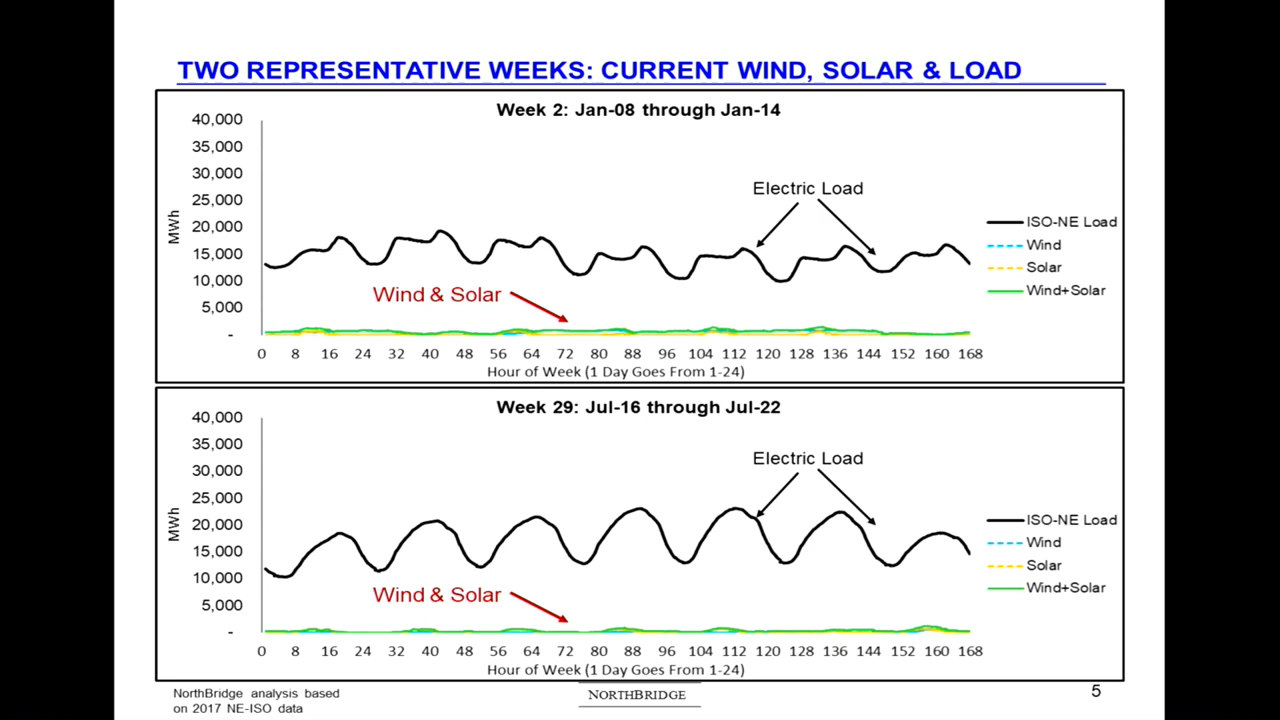 TWO REPRESENTATIVE WEEKS: CURRENT WIND, SOLAR & LOAD
Week 2: Jan-08 through Jan-14
40,000
35,000
30,000
25,000
20,000
15,000
10,000
5,000
-
MWh
Electric Load
Wind & Solar
ISO-NE Load
Wind
Solar
Wind+Solar
0 8 16 24 32 40 48 56 64 72 80 88 96 104 112 120 128 136 144 152 160 168
Hour of Week (1 Day Goes From 1-24)
Week 29: Jul-16 through Jul-22
40,000
35,000
30,000
25,000
20,000
15,000
10,000
5,000
-
MWh
Electric Load
Wind & Solar
ISO-NE Load
Wind
Solar
Wind+Solar
0 8 16 24 32 40 48 56 64 72 80 88 96 104 112 120 128 136 144 152 160 168
Hour of Week (1 Day Goes From 1-24)
NorthBridge analysis based
on 2017 NE-ISO data
NORTHBRIDGE
5